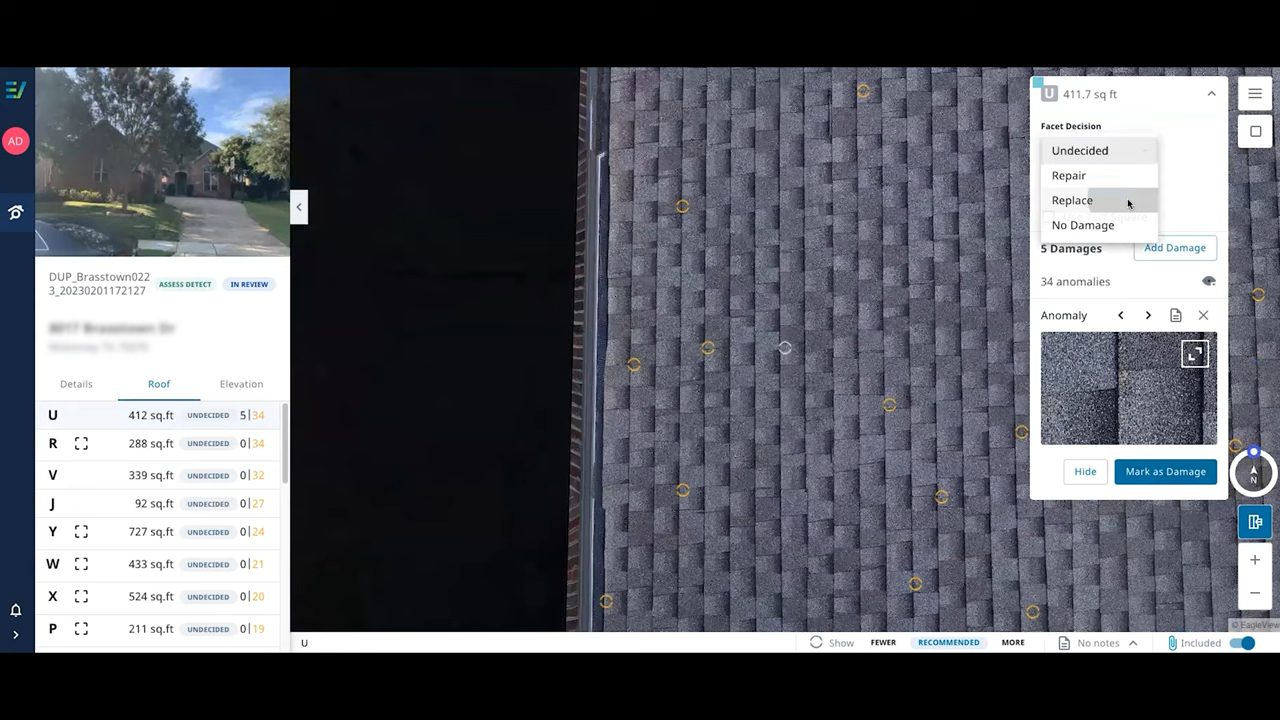 AD
DUP_Brasstown022
3_20230201172127
ASSESS DETECT
IN REVIEW
Details
Roof
Elevation
U 412 sq.ft UNDECIDED 5|34
R 288 sq.ft UNDECIDED 0|34
V 339 sq.ft UNDECIDED 0|32
J 92 sq.ft UNDECIDED 0|27
Y 727 sq.ft UNDECIDED 0|24
W 433 sq.ft UNDECIDED 0|21
X 524 sq.ft UNDECIDED 0|20
P 211 sq.ft UNDECIDED 0|19
U 411.7 sq ft
Facet Decision
Undecided
Repair
Replace
No Damage
5 Damages
Add Damage
34 anomalies
Anomaly
Hide
Mark as Damage
N
© EagleView
U
Show
FEWER
RECOMMENDED
MORE
No notes
Included